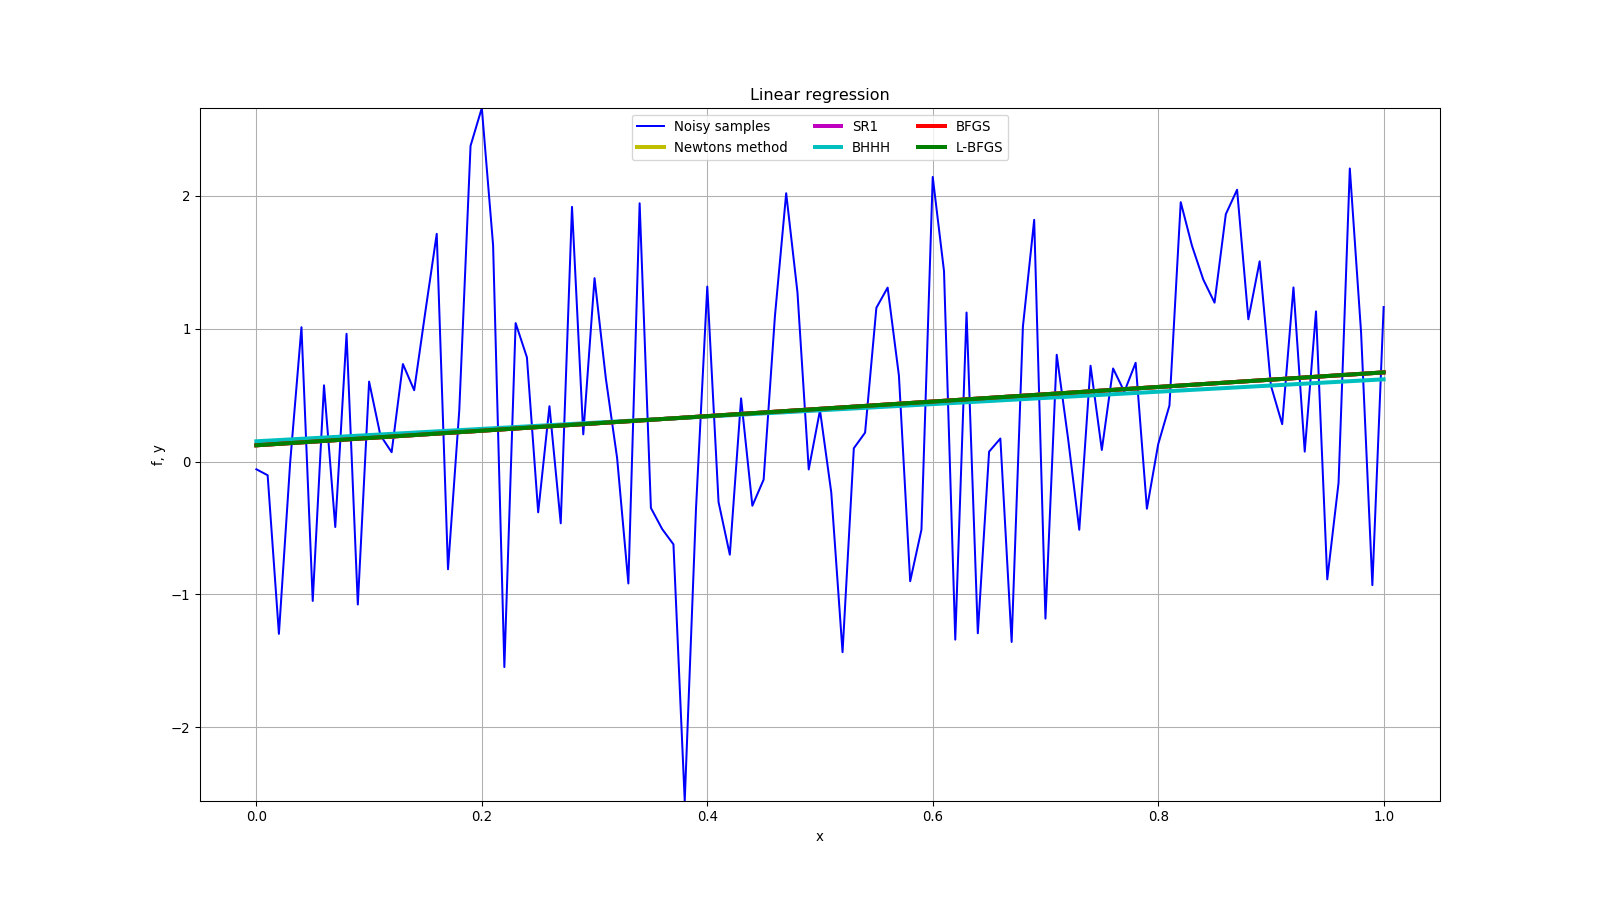 Linear regression
Noisy samples
Newtons method
SR1
BHHH
BFGS
L-BFGS
f, y
2
1
0
−1
−2
0.0 0.2 0.4 0.6 0.8 1.0
x